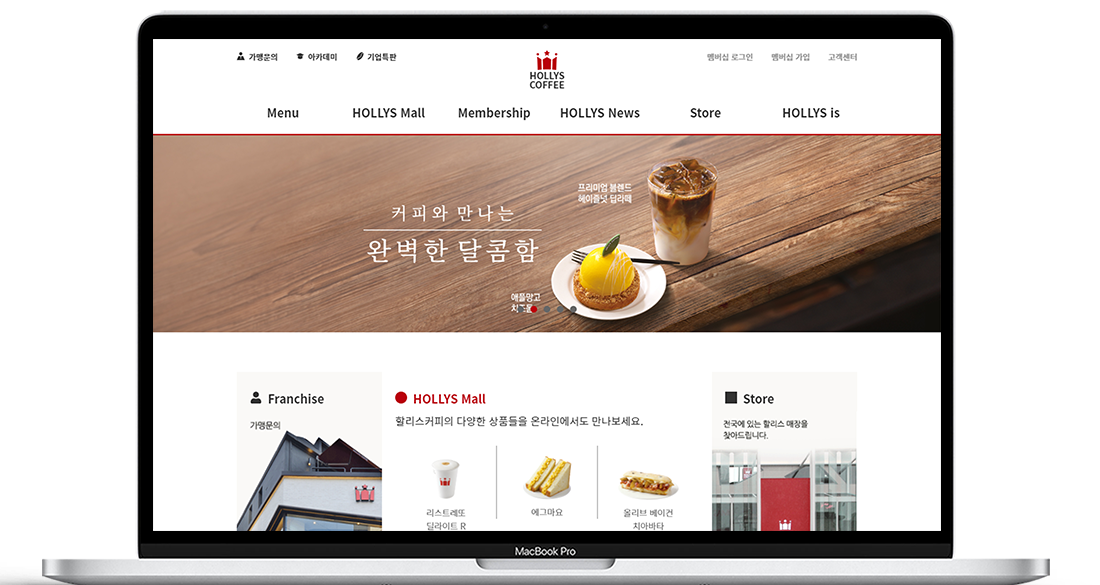 가맹문의 아카데미 기업특판
HOLLYS
COFFEE
멤버십 로그인 멤버십 가입 고객센터
Menu HOLLYS Mall Membership HOLLYS News Store HOLLYS is
프리미엄 블렌드
헤이즐넛 딥라떼
커피와 만나는
완벽한 달콤함
애플망고
Franchise
가맹문의
HOLLYS Mall
할리스커피의 다양한 상품들을 온라인에서도 만나보세요.
리스트레또
딜라이트 R
에그마요
올리브 베이컨
치아바타
Store
전국에 있는 할리스 매장을
찾아드립니다.
MacBook Pro